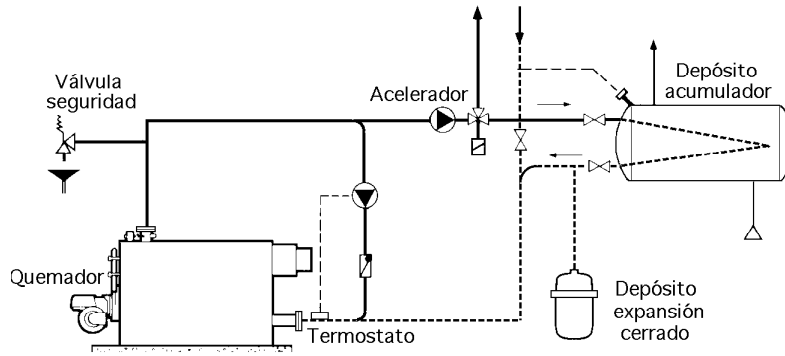 Válvula
seguridad
Acelerador
Depósito
acumulador
Quemador
Termostato
Depósito
expansión
cerrado